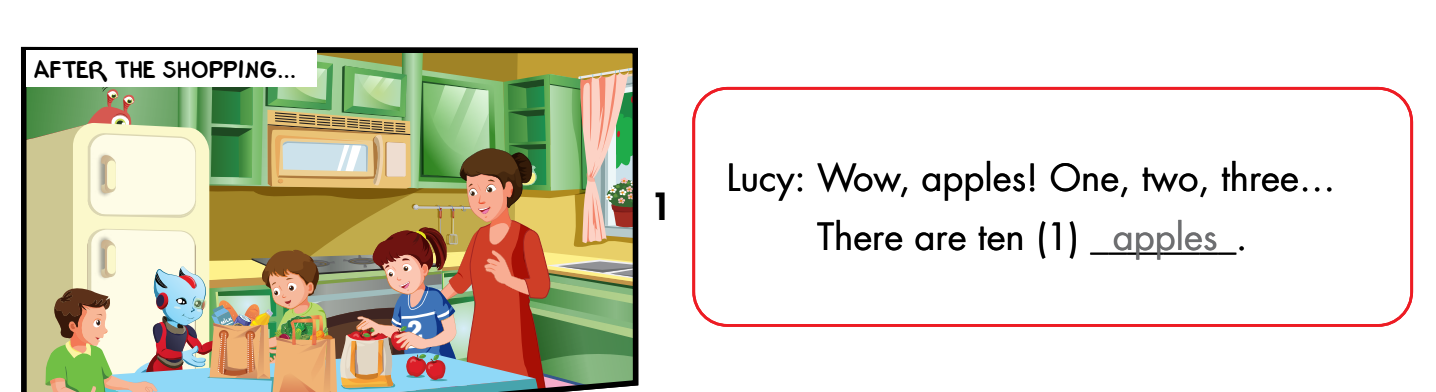 AFTER THE SHOPPING...
1
Lucy: Wow, apples! One, two, three...
There are ten (1) apples.
2